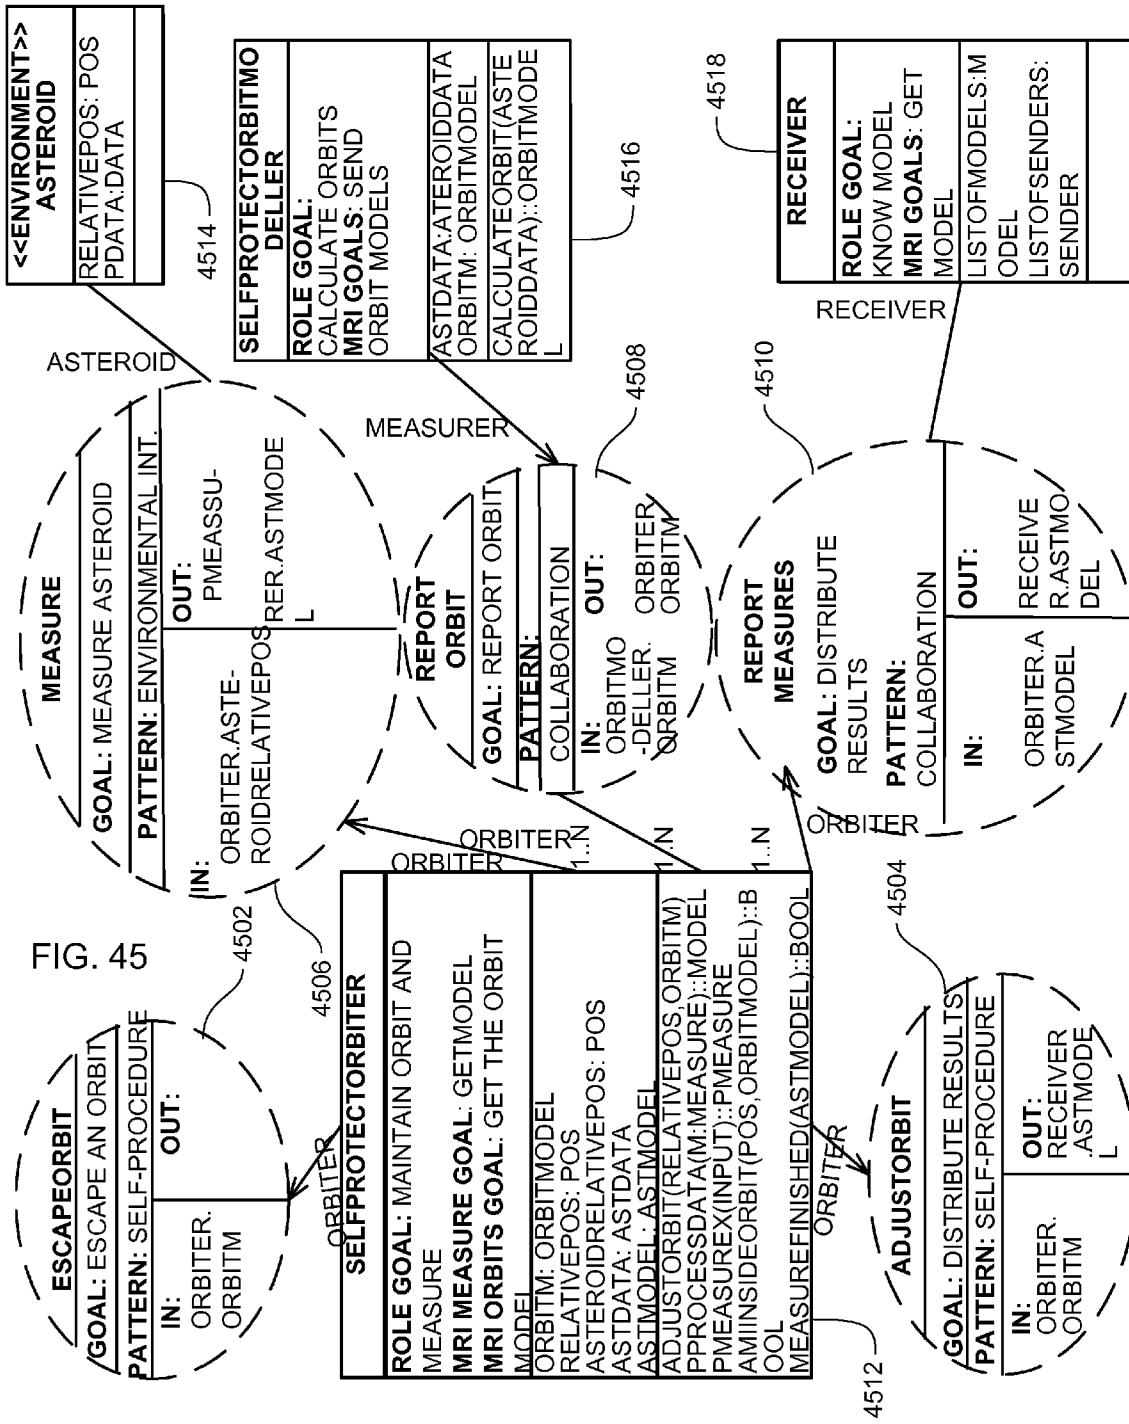 FIG. 45
ESCAPEORBIT
GOAL: ESCAPE AN ORBIT
PATTERN: SELF-PROCEDURE
IN:
ORBITER.
ORBITM
OUT:
4502
MEASURE
GOAL: MEASURE ASTEROID
PATTERN: ENVIRONMENTAL INT.
IN:
ORBITER.ASTE-
ROIDRELATIVEPOS
OUT:
PMEASSU-
RER.ASTMODE
L
4506
ASTEROID
<<ENVIRONMENT>>
ASTEROID
RELATIVEPOS: POS
PDATA:DATA
4514
ORBITER
SELFPROTECTORBITER
ROLE GOAL: MAINTAIN ORBIT AND
MEASURE
MRI MEASURE GOAL: GETMODEL
MRI ORBITS GOAL: GET THE ORBIT
MODEL
ORBITM: ORBITMODEL
RELATIVEPOS: POS
ASTEROIDRELATIVEPOS: POS
ASTDATA: ASTDATA
ASTMODEL: ASTMODEL
ADJUSTORBIT(RELATIVEPOS,ORBITM)
PPROCESSDATA(M:MEASURE)::MODEL
PMEASUREX(INPUT)::PMEASURE
AMIINSIDEORBIT(POS,ORBITMODEL)::B
OOL
MEASUREFINISHED(ASTMODEL)::BOOL
4512
ORBITER
1..N
ORBITER
1..N
1..N
ORBITER
ORBITER
REPORT
ORBIT
GOAL: REPORT ORBIT
PATTERN:
COLLABORATION
IN:
ORBITMO
-DELLER.
ORBITM
OUT:
ORBITER.
ORBITM
4508
MEASURER
SELFPROTECTORBITMO
DELLER
ROLE GOAL:
CALCULATE ORBITS
MRI GOALS: SEND
ORBIT MODELS
ASTDATA:ATEROIDDATA
ORBITM: ORBITMODEL
CALCULATEORBIT(ASTE
ROIDDATA)::ORBITMODE
L
4516
ADJUSTORBIT
GOAL: DISTRIBUTE RESULTS
PATTERN: SELF-PROCEDURE
IN:
ORBITER.
ORBITM
OUT:
RECEIVER
.ASTMODE
L
4504
REPORT
MEASURES
GOAL: DISTRIBUTE
RESULTS
PATTERN:
COLLABORATION
IN:
ORBITER.A
STMODEL
OUT:
RECEIVE
R.ASTMO
DEL
4510
RECEIVER
RECEIVER
ROLE GOAL:
KNOW MODEL
MRI GOALS: GET
MODEL
LISTOFMODELS:M
ODEL
LISTOFSENDERS:
SENDER
4518